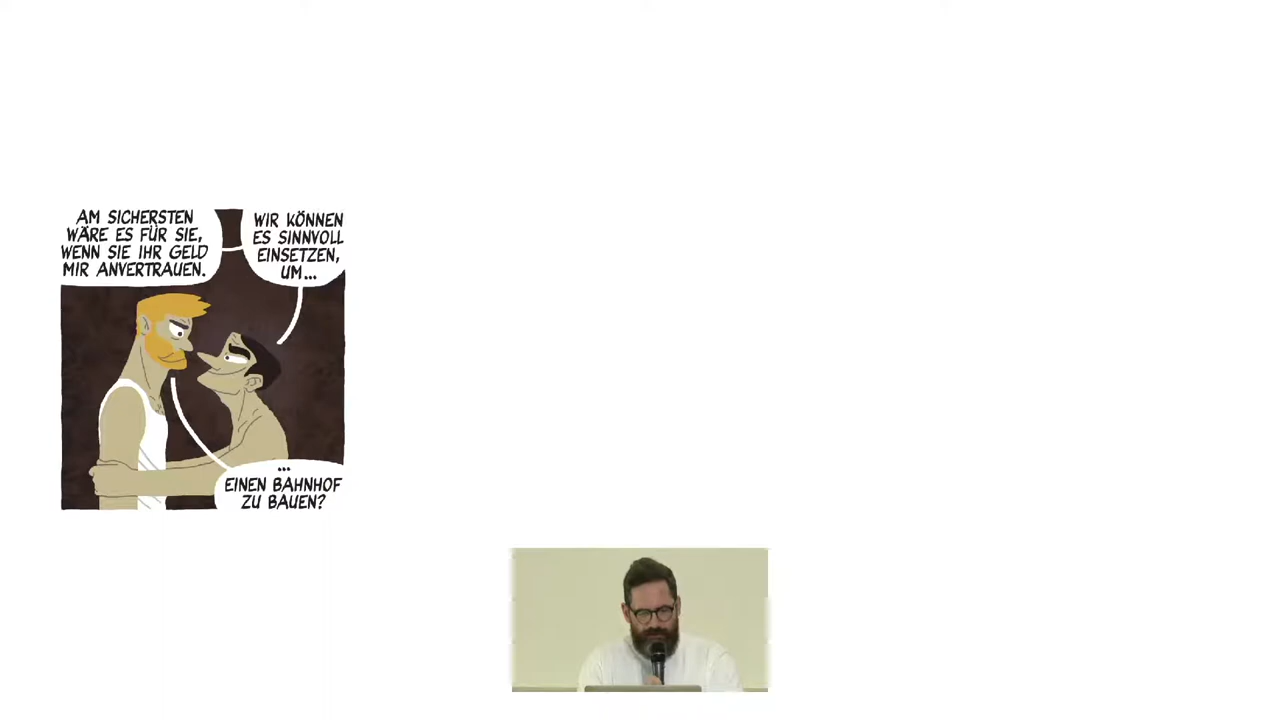 AM SICHERSTEN
WÄRE ES FÜR SIE,
WENN SIE IHR GELD
MIR ANVERTRAUEN.
WIR KÖNNEN
ES SINNVOLL
EINSETZEN,
UM...
...
EINEN BAHNHOF
ZU BAUEN?